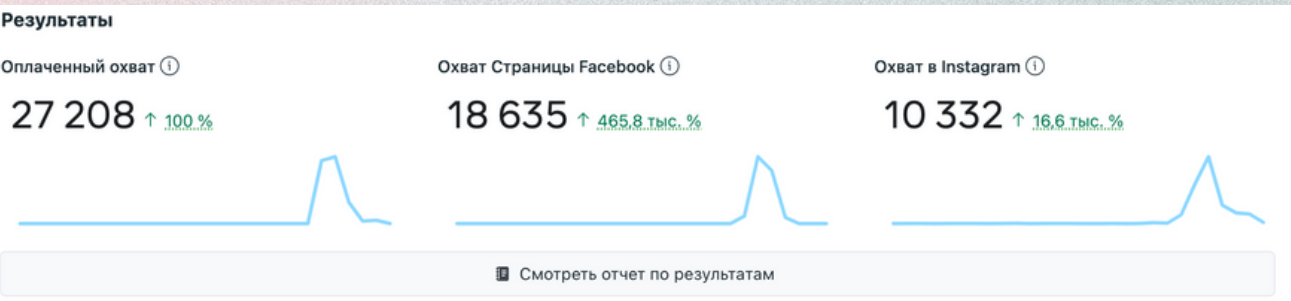 Результаты
Оплаченный охват Охват Страницы Facebook Охват в Instagram
27 208 ↑ 100 % 18 635 ↑ 465,8 тыс. % 10 332 ↑ 16,6 тыс. %
Смотреть отчет по результатам